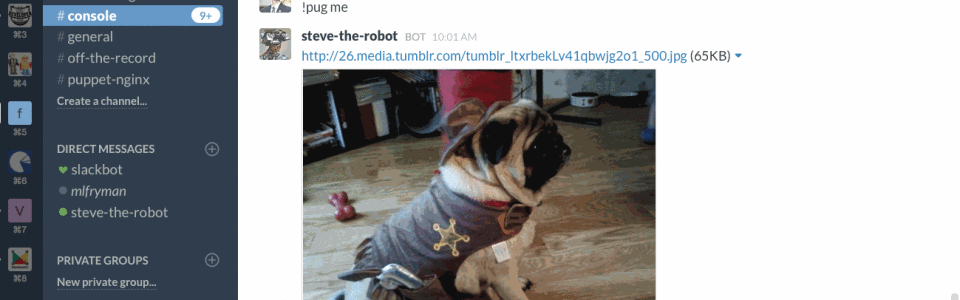 ⌘3
⌘4
⌘5
⌘6
⌘7
⌘8
f
V
# console 9+
# general
# off-the-record
# puppet-nginx
Create a channel...
DIRECT MESSAGES
slackbot
mlfryman
steve-the-robot
PRIVATE GROUPS
New private group...
!pug me
steve-the-robot BOT 10:01 AM
http://26.media.tumblr.com/tumblr_ltxrbekLv41qbwjg2o1_500.jpg (65KB)